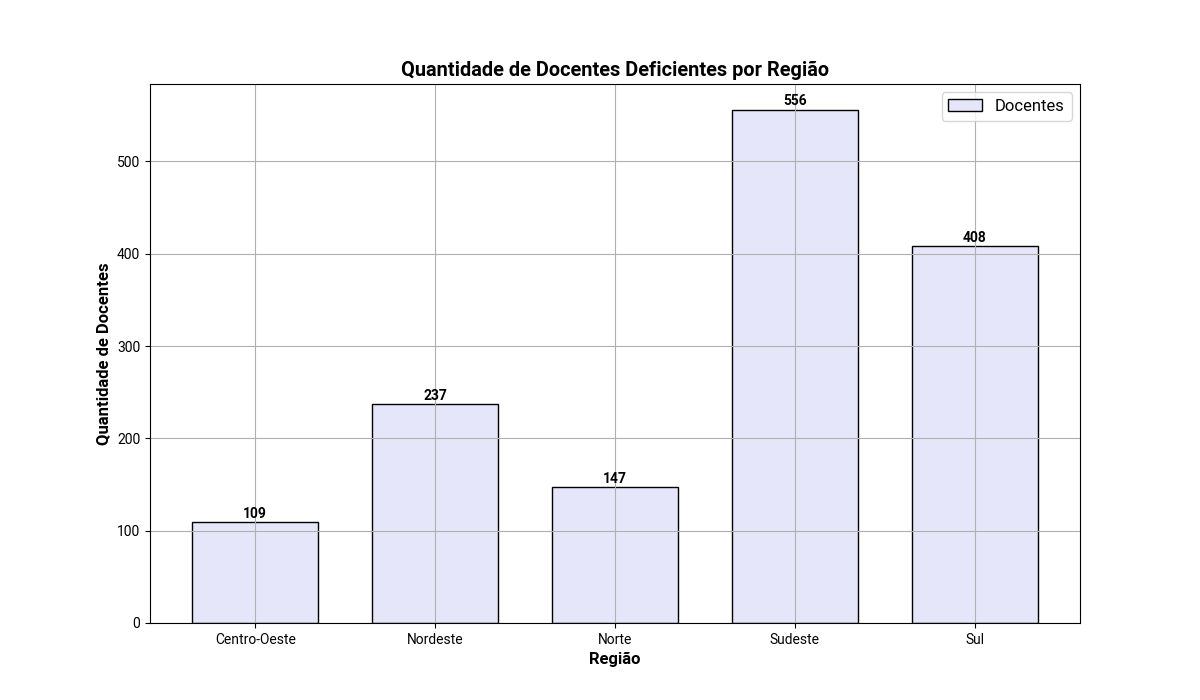 Quantidade de Docentes Deficientes por Região
Docentes
556
500
408
400
Quantidade de Docentes
300
237
200
147
109
100
0
Centro-Oeste Nordeste Norte Sudeste Sul
Região